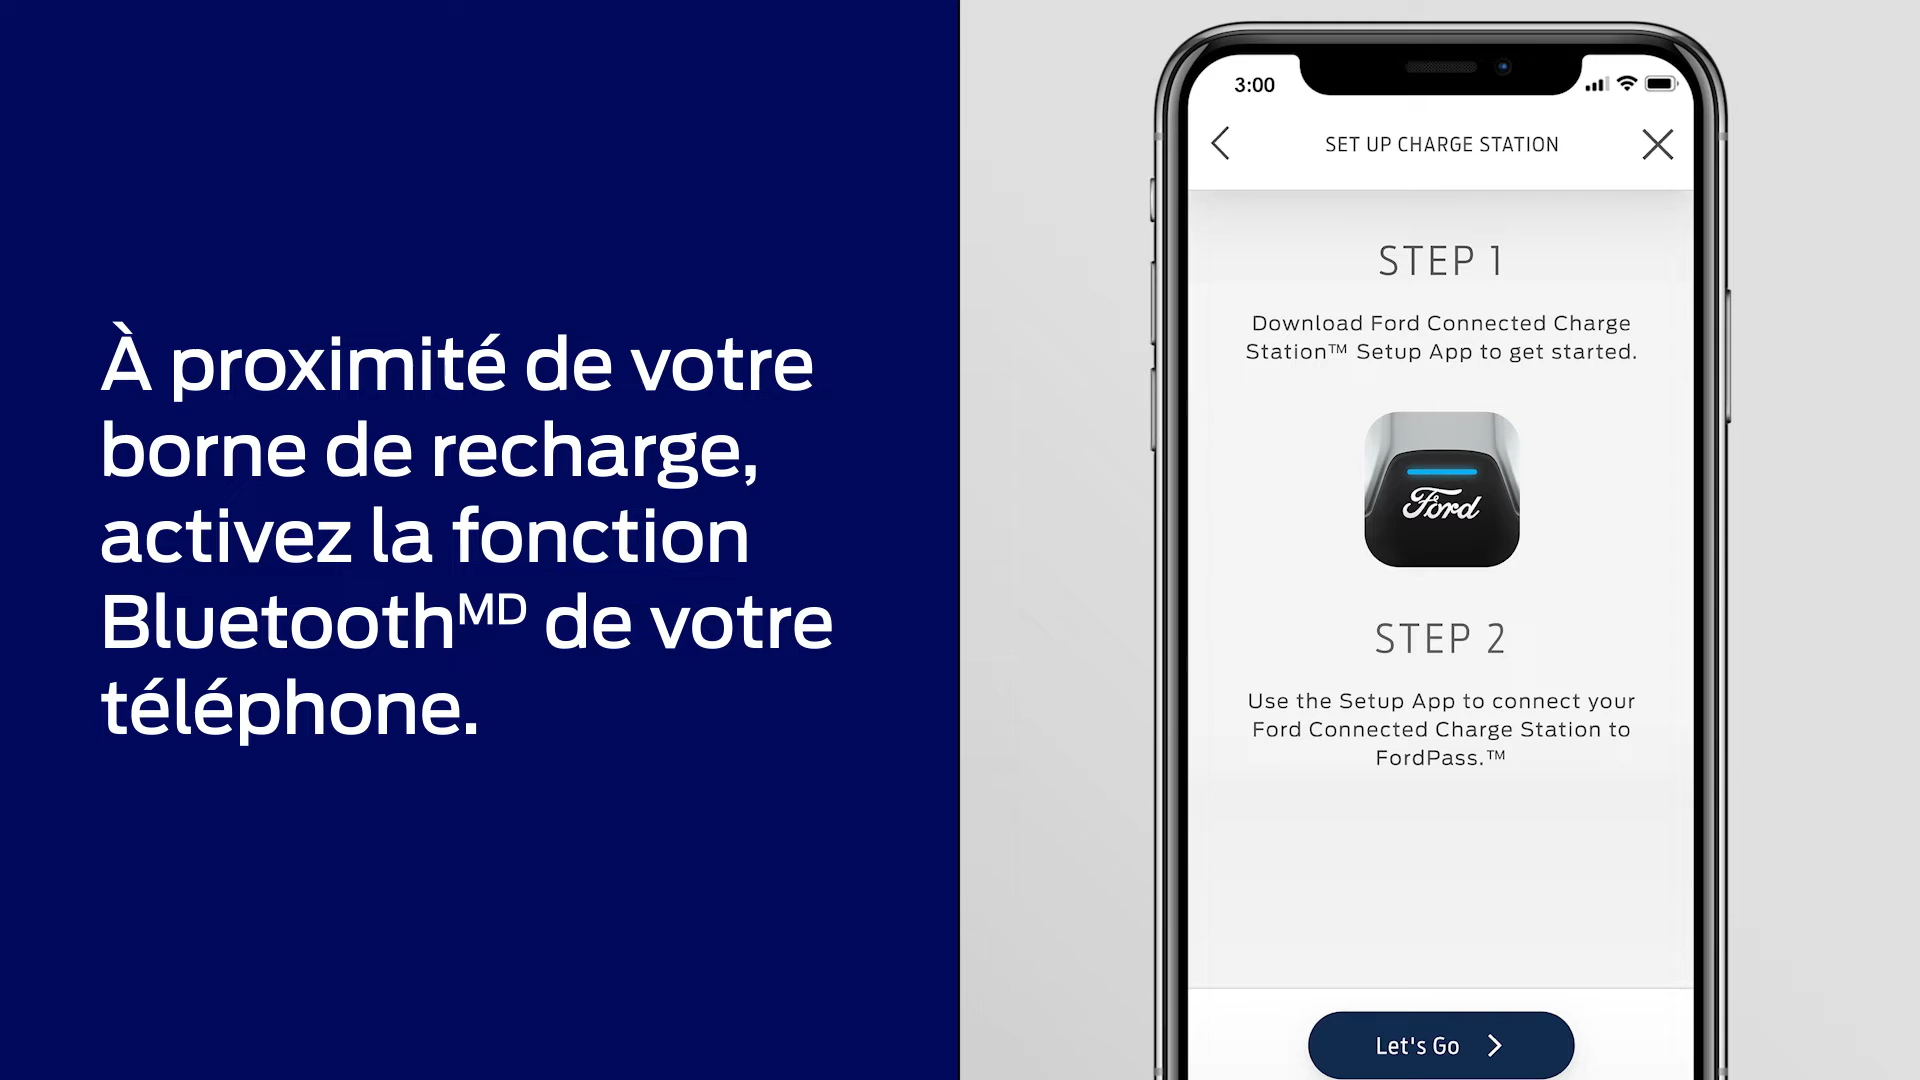 À proximité de votre
borne de recharge,
activez la fonction
Bluetoothᴹᴰ de votre
téléphone.
3:00
SET UP CHARGE STATION
STEP 1
Download Ford Connected Charge
Station™ Setup App to get started.
Ford
STEP 2
Use the Setup App to connect your
Ford Connected Charge Station to
FordPass.™
Let's Go